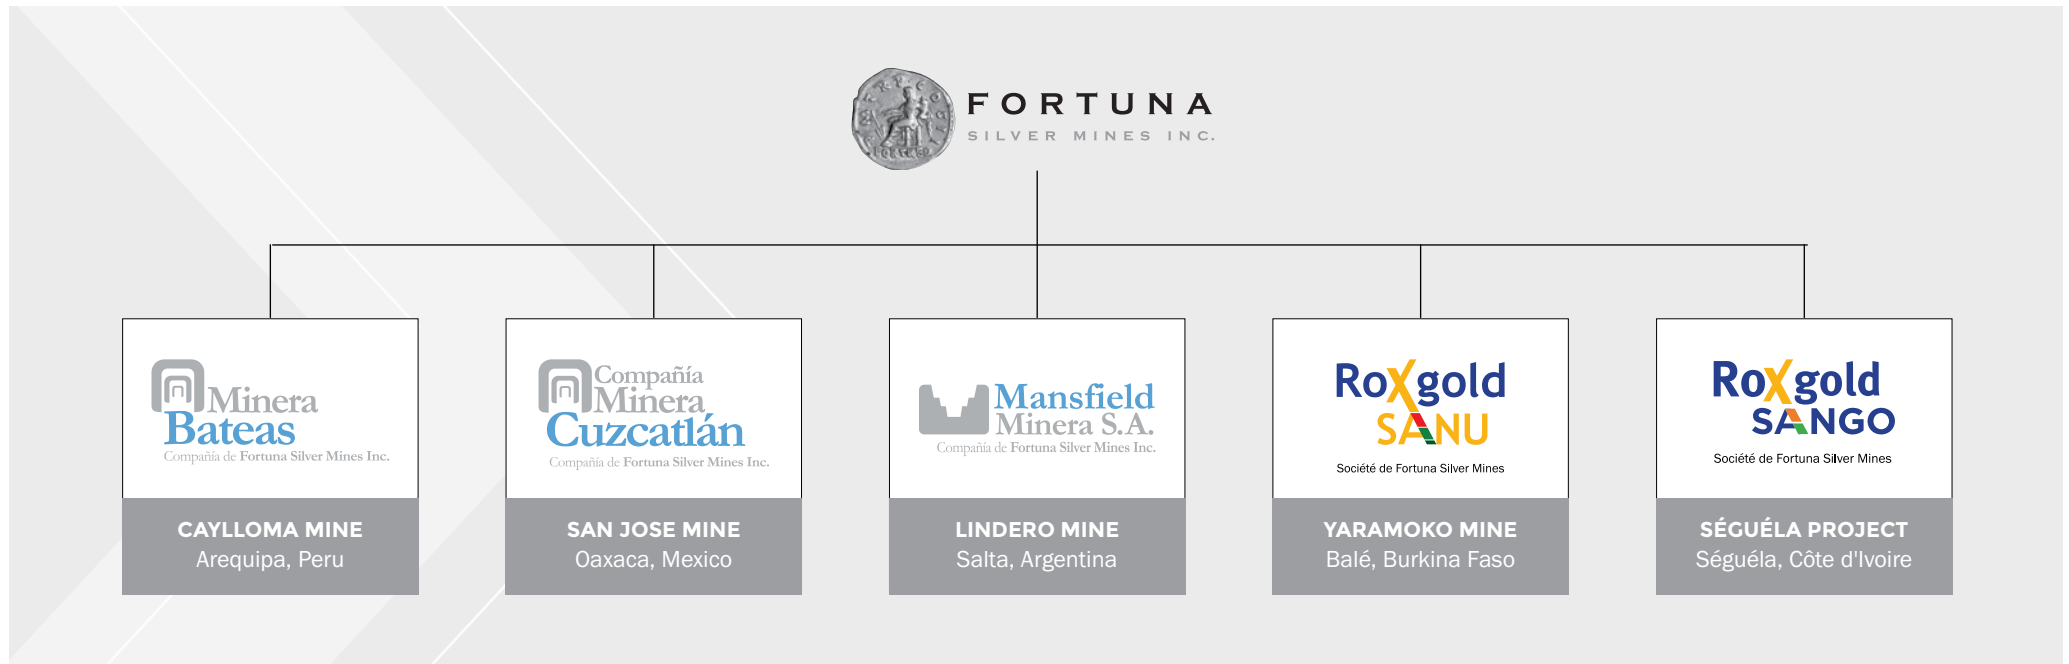 FORTUNA
SILVER MINES INC.
Minera
Bateas
Compañía de Fortuna Silver Mines Inc.
CAYLLOMA MINE
Arequipa, Peru
Compañía
Minera
Cuzcatlán
Compañía de Fortuna Silver Mines Inc.
SAN JOSE MINE
Oaxaca, Mexico
Mansfield
Minera S.A.
Compañía de Fortuna Silver Mines Inc.
LINDERO MINE
Salta, Argentina
Roxgold
SANU
Société de Fortuna Silver Mines
YARAMOKO MINE
Balé, Burkina Faso
Roxgold
SANGO
Société de Fortuna Silver Mines
SÉGUÉLA PROJECT
Séguéla, Côte d'Ivoire